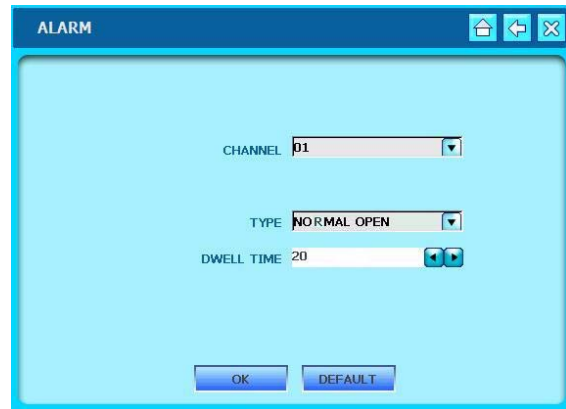 ALARM
CHANNEL 01
TYPE NORMAL OPEN
DWELL TIME 20
OK DEFAULT